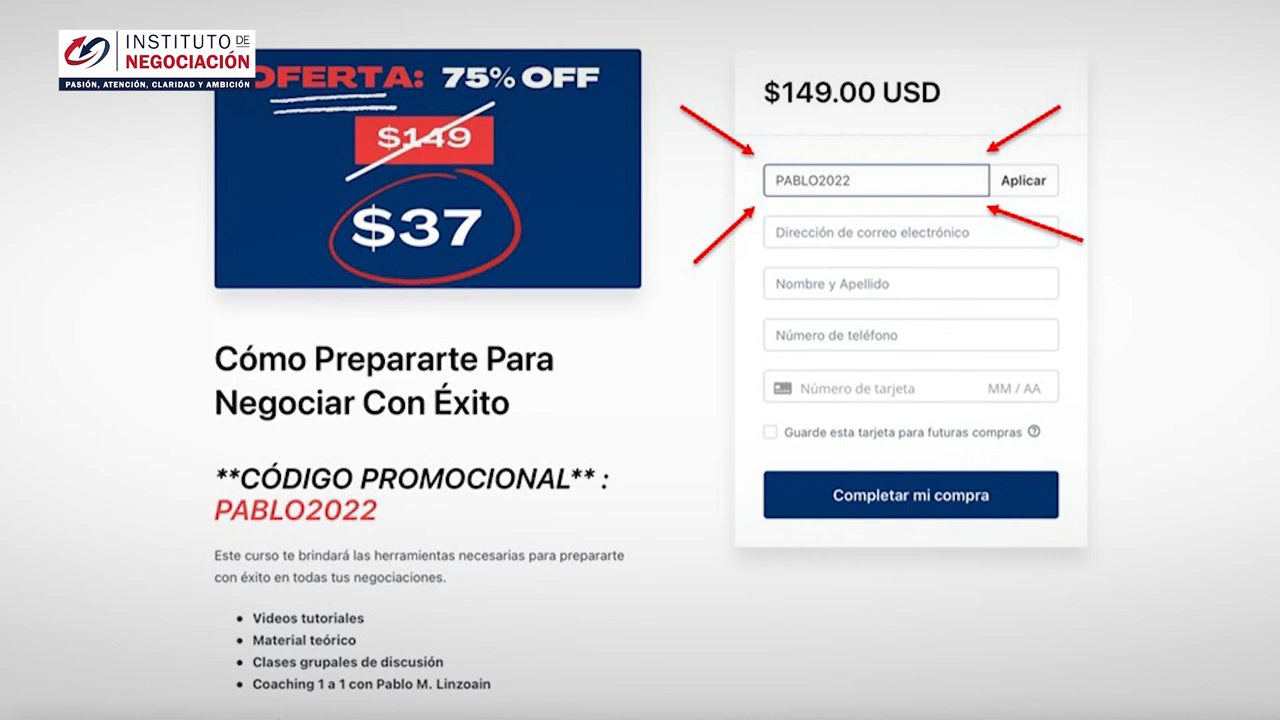 INSTITUTO DE
NEGOCIACIÓN
PASIÓN, ATENCIÓN, CLARIDAD Y AMBICIÓN
OFERTA: 75% OFF
$149
$37
Cómo Prepararte Para
Negociar Con Éxito
**CÓDIGO PROMOCIONAL** :
PABLO2022
Este curso te brindará las herramientas necesarias para prepararte
con éxito en todas tus negociaciones.
• Videos tutoriales
• Material teórico
• Clases grupales de discusión
• Coaching 1 a 1 con Pablo M. Linzoain
$149.00 USD
PABLO2022 Aplicar
Dirección de correo electrónico
Nombre y Apellido
Número de teléfono
Número de tarjeta MM / AA
Guarde esta tarjeta para futuras compras ?
Completar mi compra